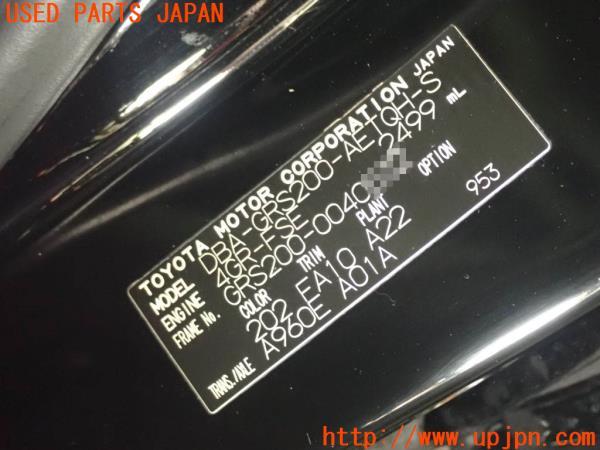 USED PARTS JAPAN
TOYOTA MOTOR CORPORATION JAPAN
MODEL DBA-GRS200-AETQH-S
ENGINE 4GR-FSE 2499 mL
FRAME No. GRS200-0040
COLOR TRIM PLANT OPTION
202 FA10 A22 953
TRANS./AXLE A960E A01A
http://www.upjpn.com